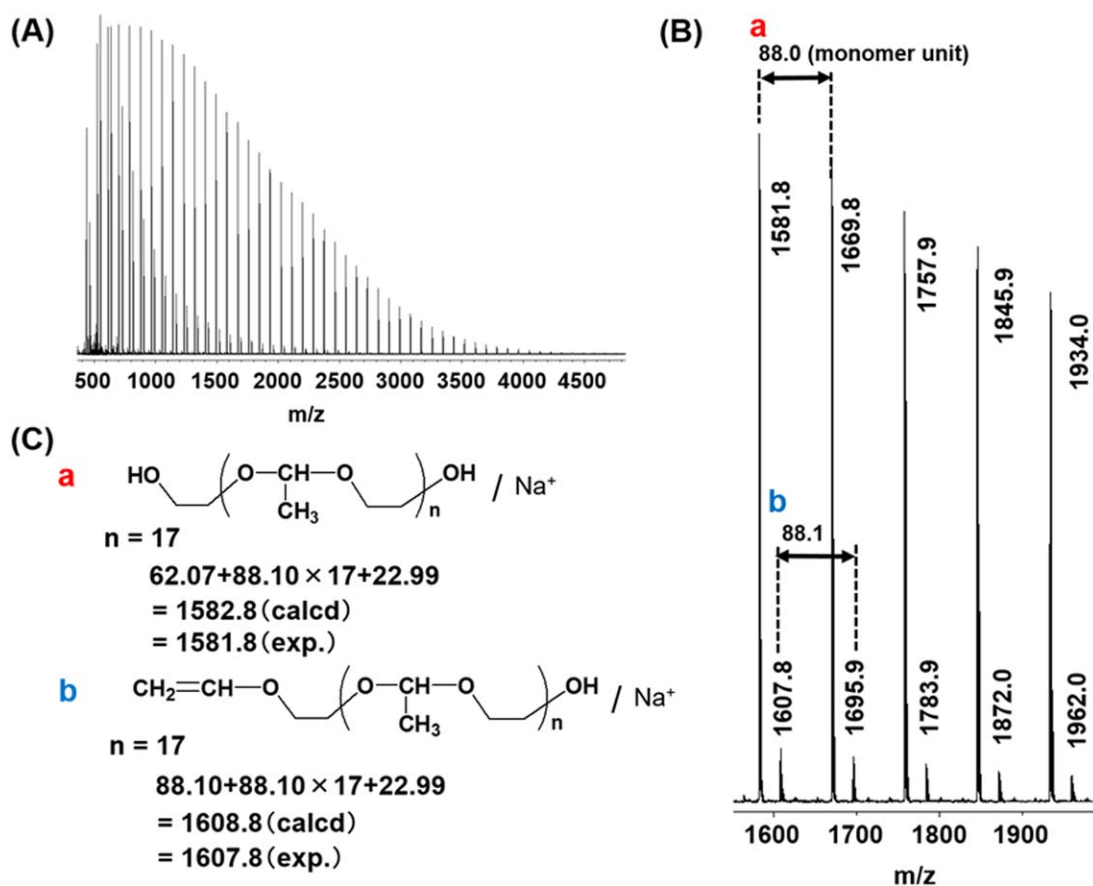 (A)
500 1000 1500 2000 2500 3000 3500 4000 4500
m/z
(B)
a
88.0 (monomer unit)
1581.8
1669.8
1757.9
1845.9
1934.0
b
88.1
1607.8
1695.9
1783.9
1872.0
1962.0
1600 1700 1800 1900
m/z
(C)
a
HO O CH O OH / Na⁺
CH₃ n
n = 17
62.07+88.10×17+22.99
= 1582.8(calcd)
= 1581.8(exp.)
b
CH₂=CH O O CH O OH / Na⁺
CH₃ n
n = 17
88.10+88.10×17+22.99
= 1608.8(calcd)
= 1607.8(exp.)